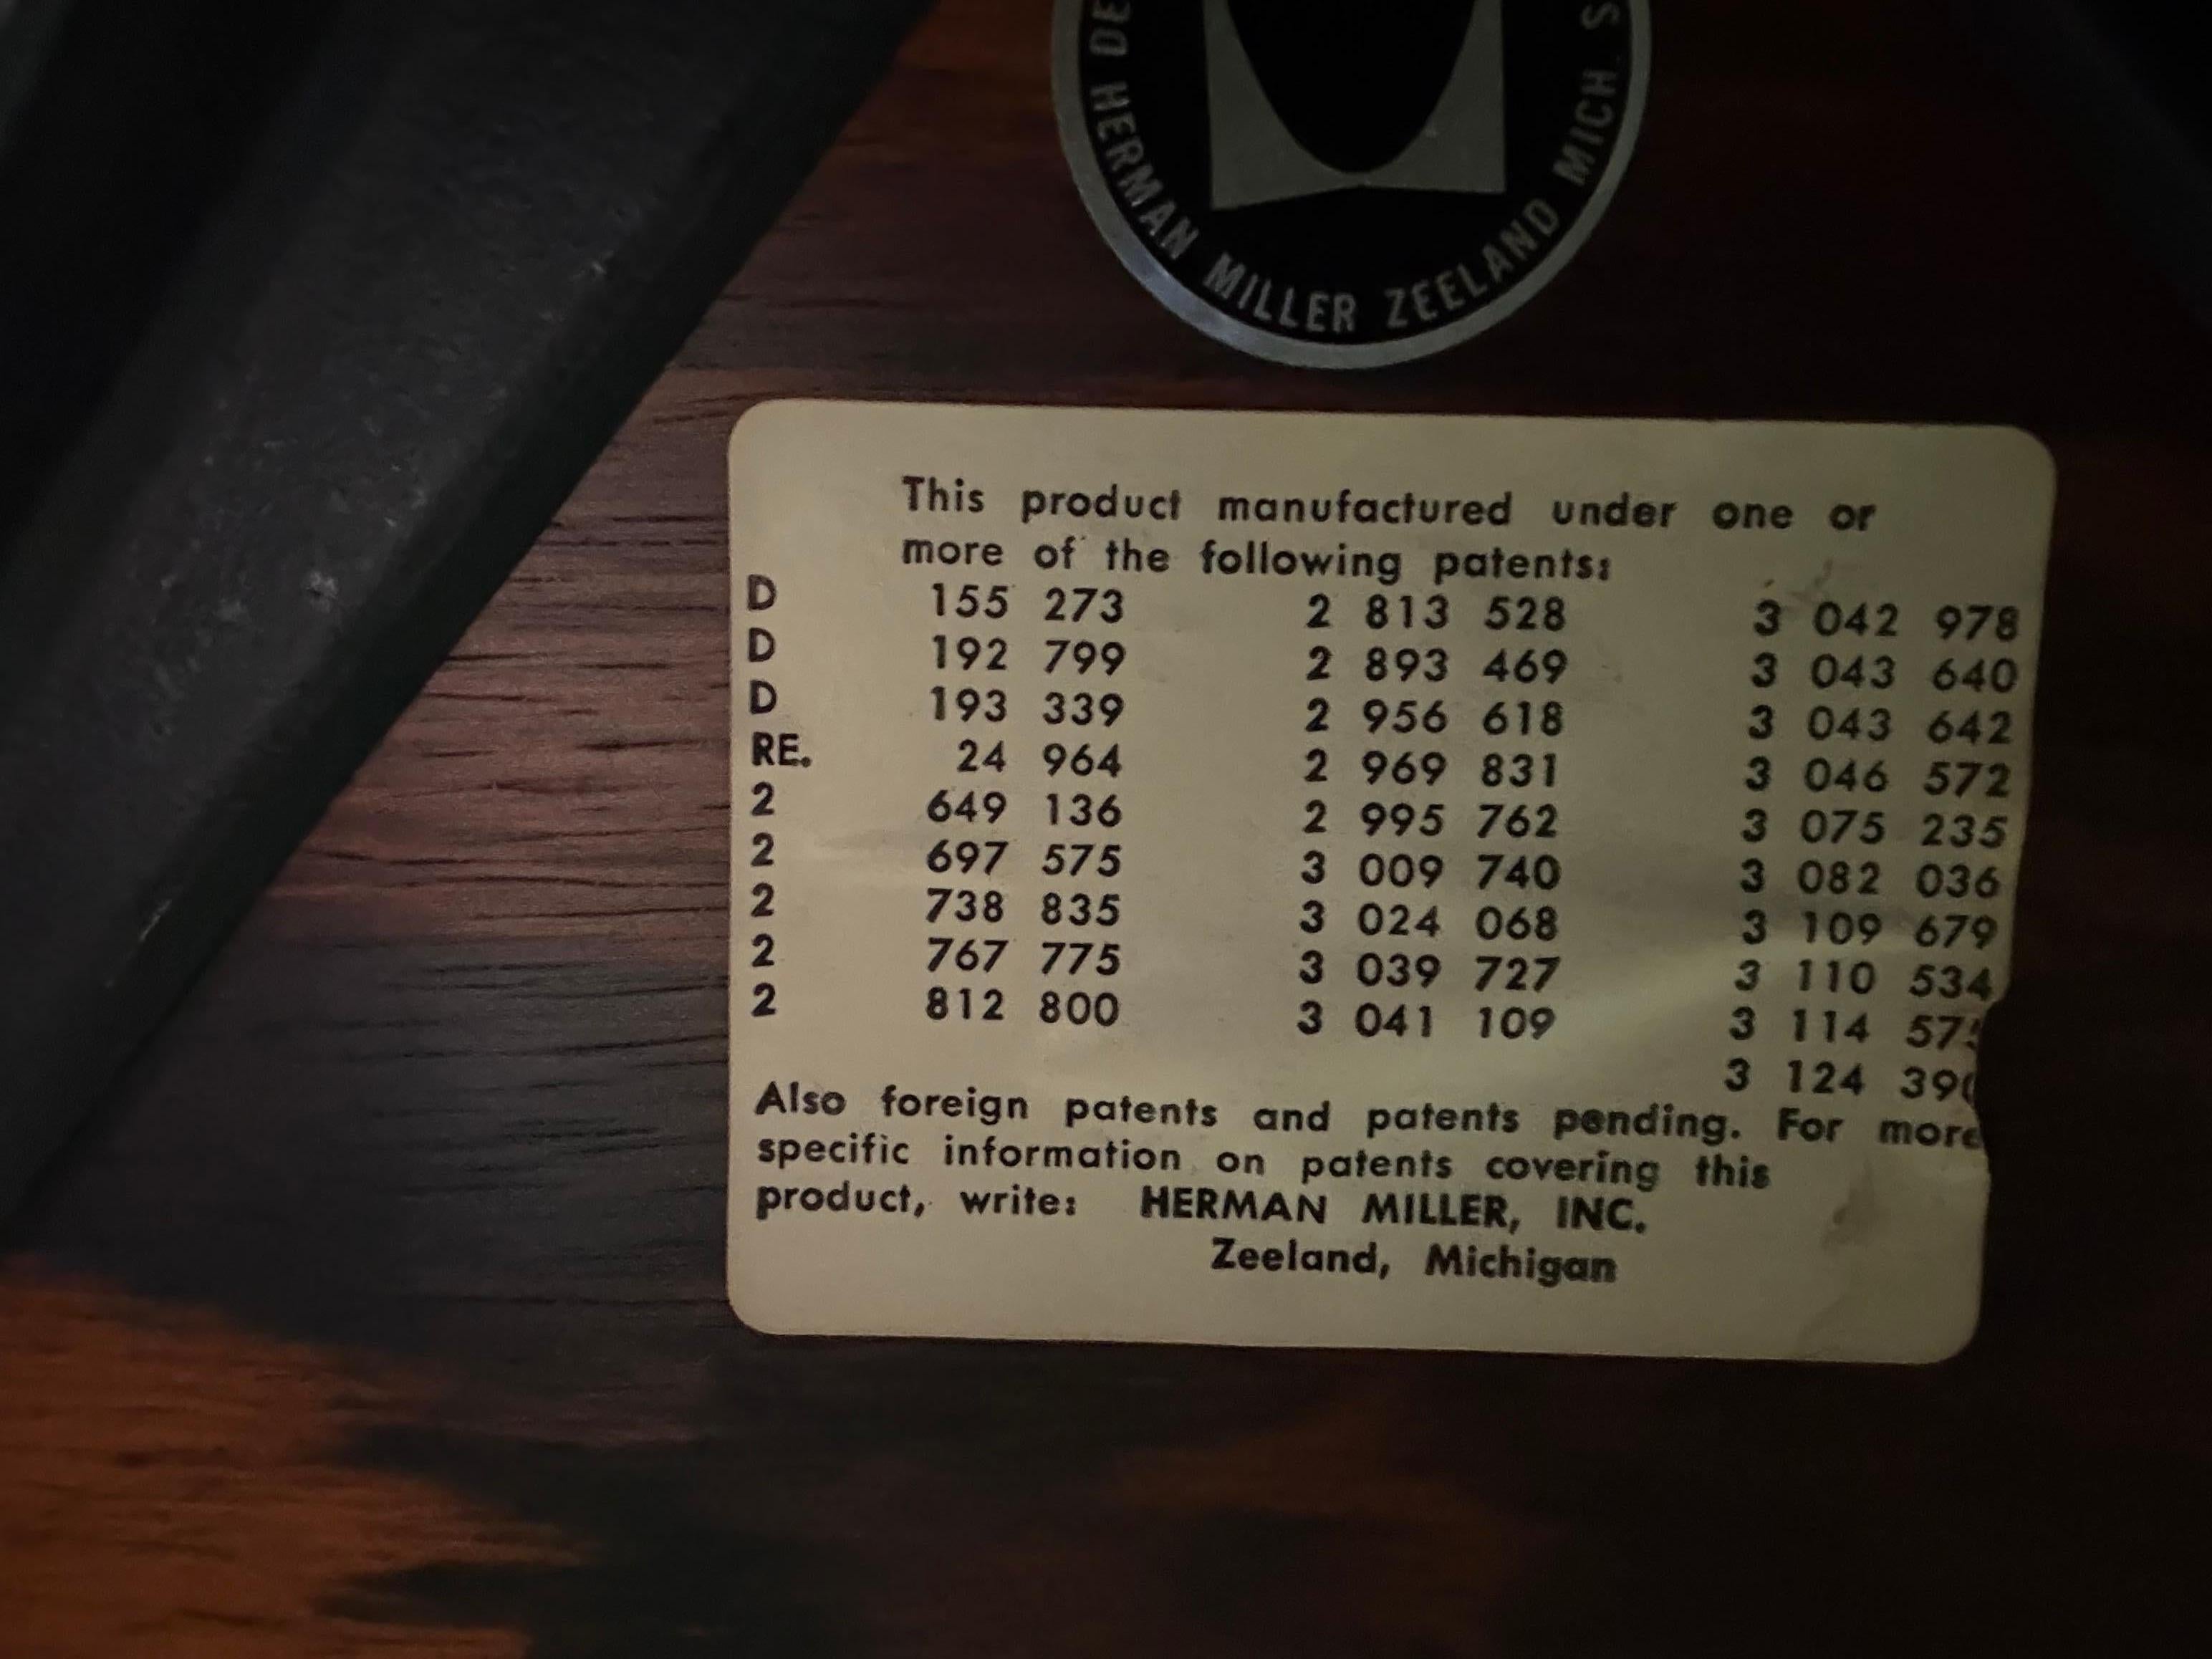 HERMAN MILLER ZEELAND MICH.
This product manufactured under one or
more of the following patents:
D 155 273 2 813 528 3 042 978
D 192 799 2 893 469 3 043 640
D 193 339 2 956 618 3 043 642
RE. 24 964 2 969 831 3 046 572
2 649 136 2 995 762 3 075 235
2 697 575 3 009 740 3 082 036
2 738 835 3 024 068 3 109 679
2 767 775 3 039 727 3 110 534
2 812 800 3 041 109 3 114
3 124
Also foreign patents and patents pending. For more
specific information on patents covering this
product, write: HERMAN MILLER, INC.
Zeeland, Michigan